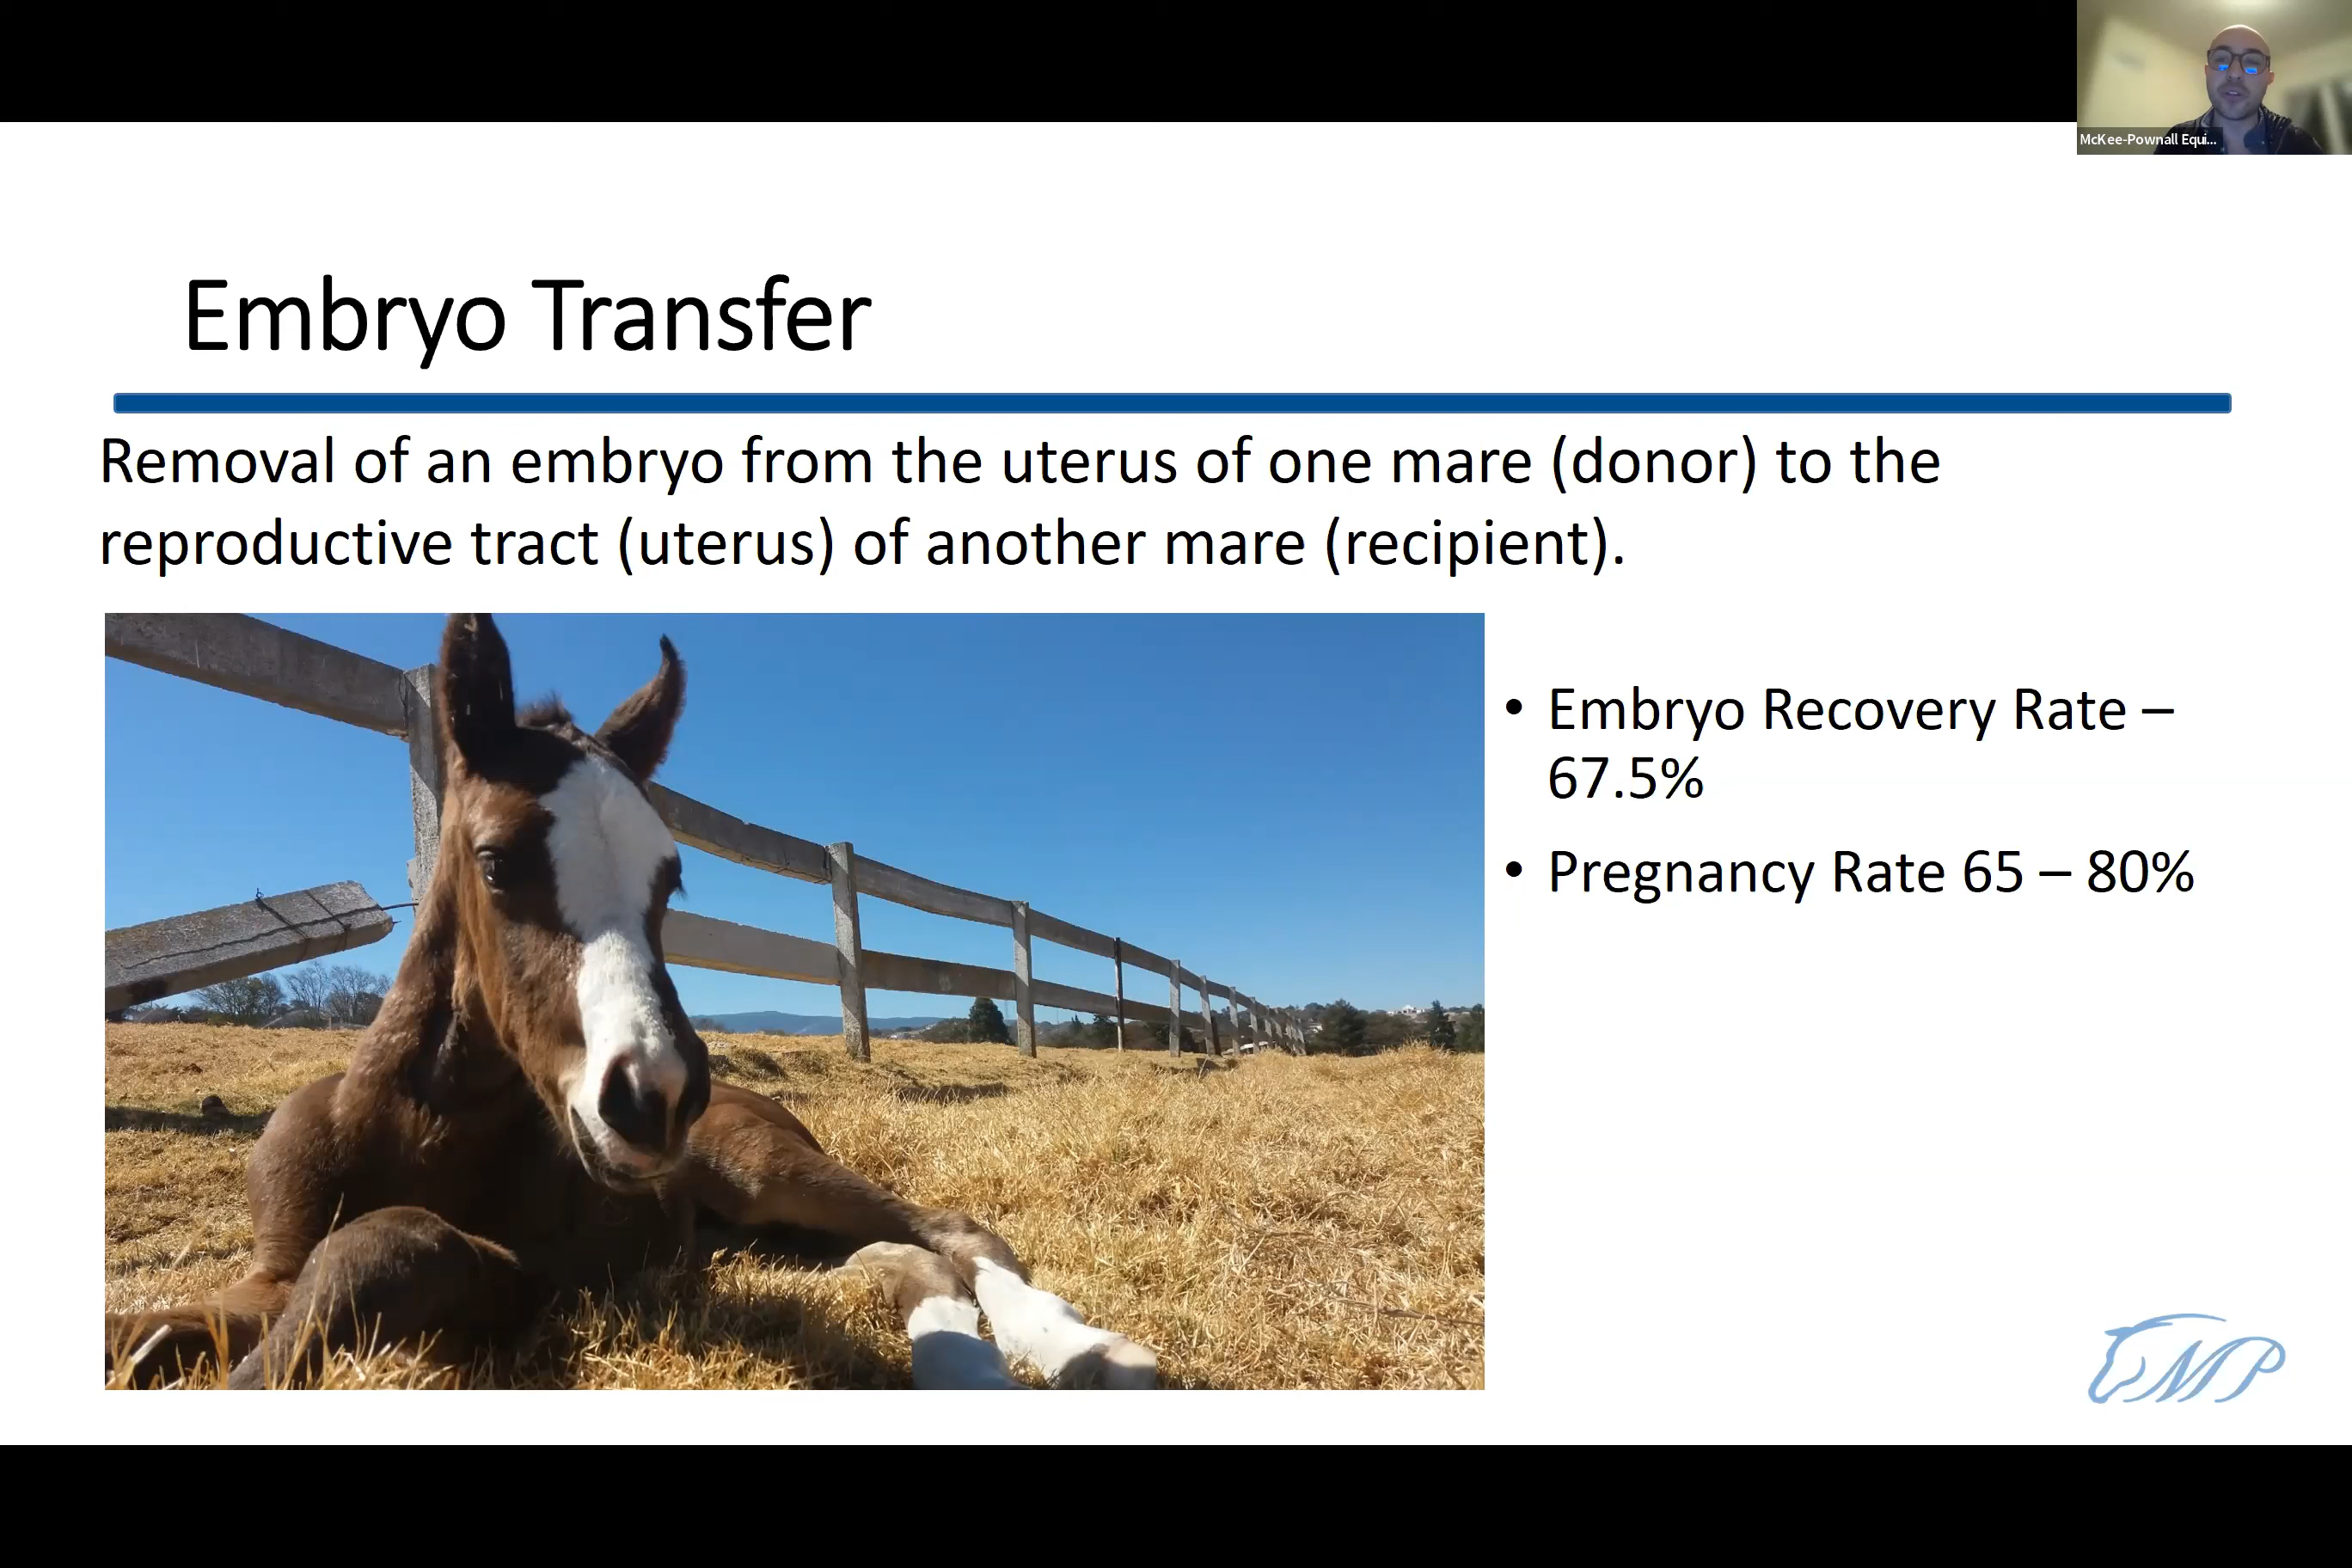 McKee-Pownall Equi...
Embryo Transfer
Removal of an embryo from the uterus of one mare (donor) to the
reproductive tract (uterus) of another mare (recipient).
• Embryo Recovery Rate –
67.5%
• Pregnancy Rate 65 – 80%
MP